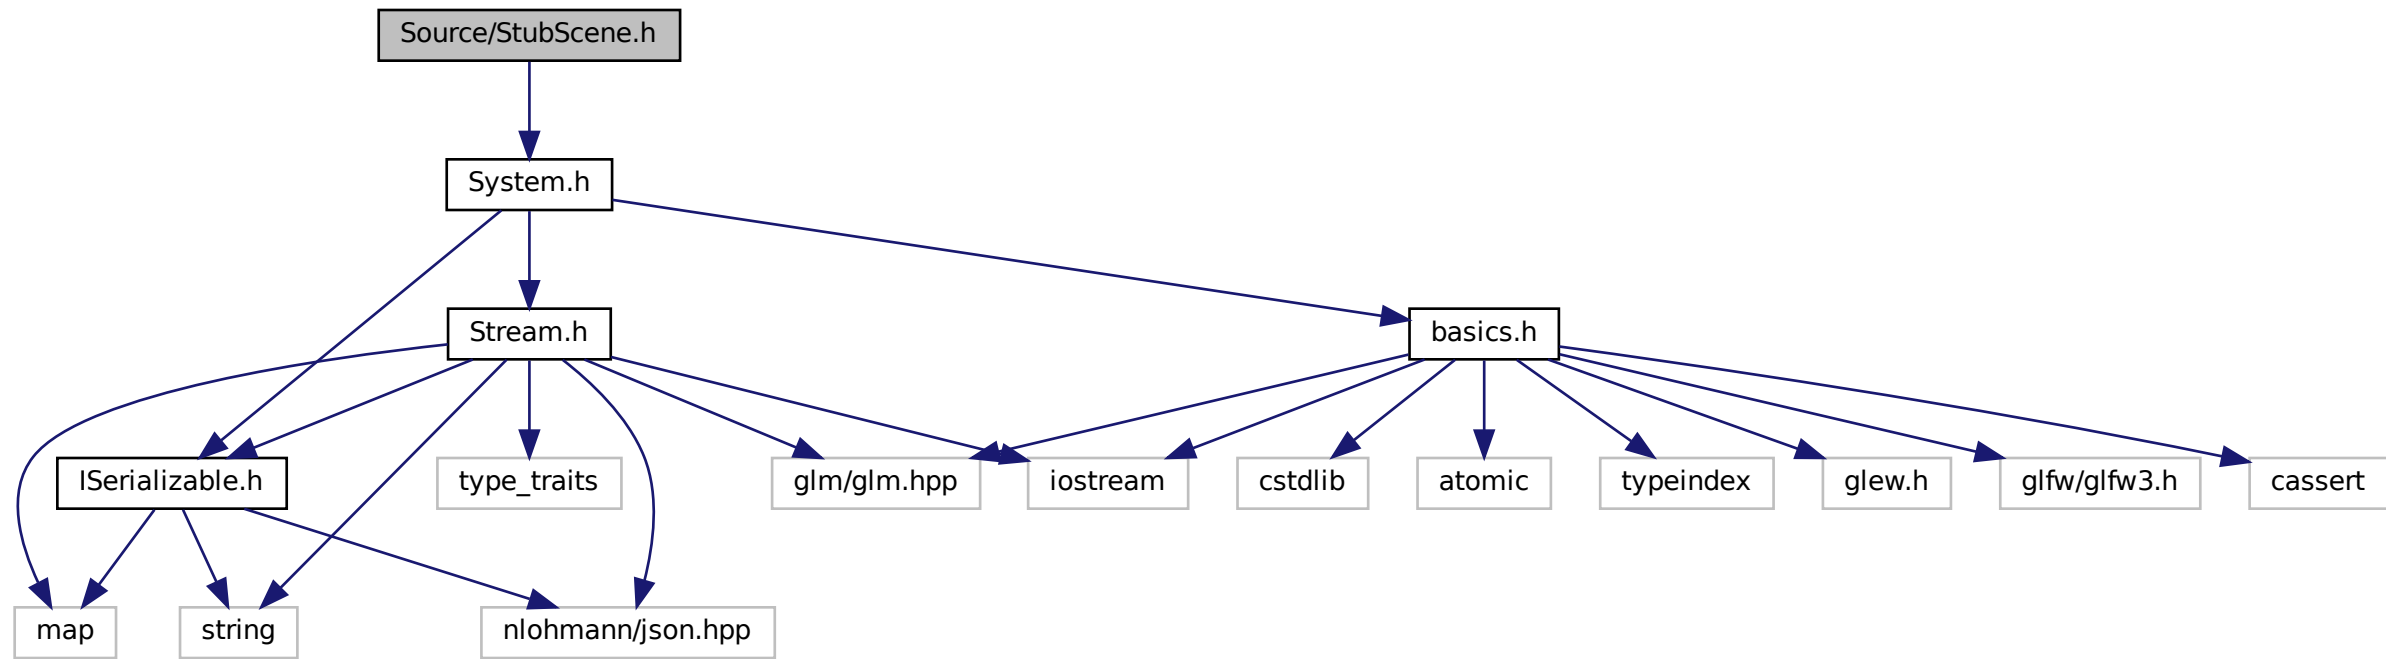 Source/StubScene.h
System.h
Stream.h
basics.h
ISerializable.h
type_traits
glm/glm.hpp
iostream
cstdlib
atomic
typeindex
glew.h
glfw/glfw3.h
cassert
map
string
nlohmann/json.hpp